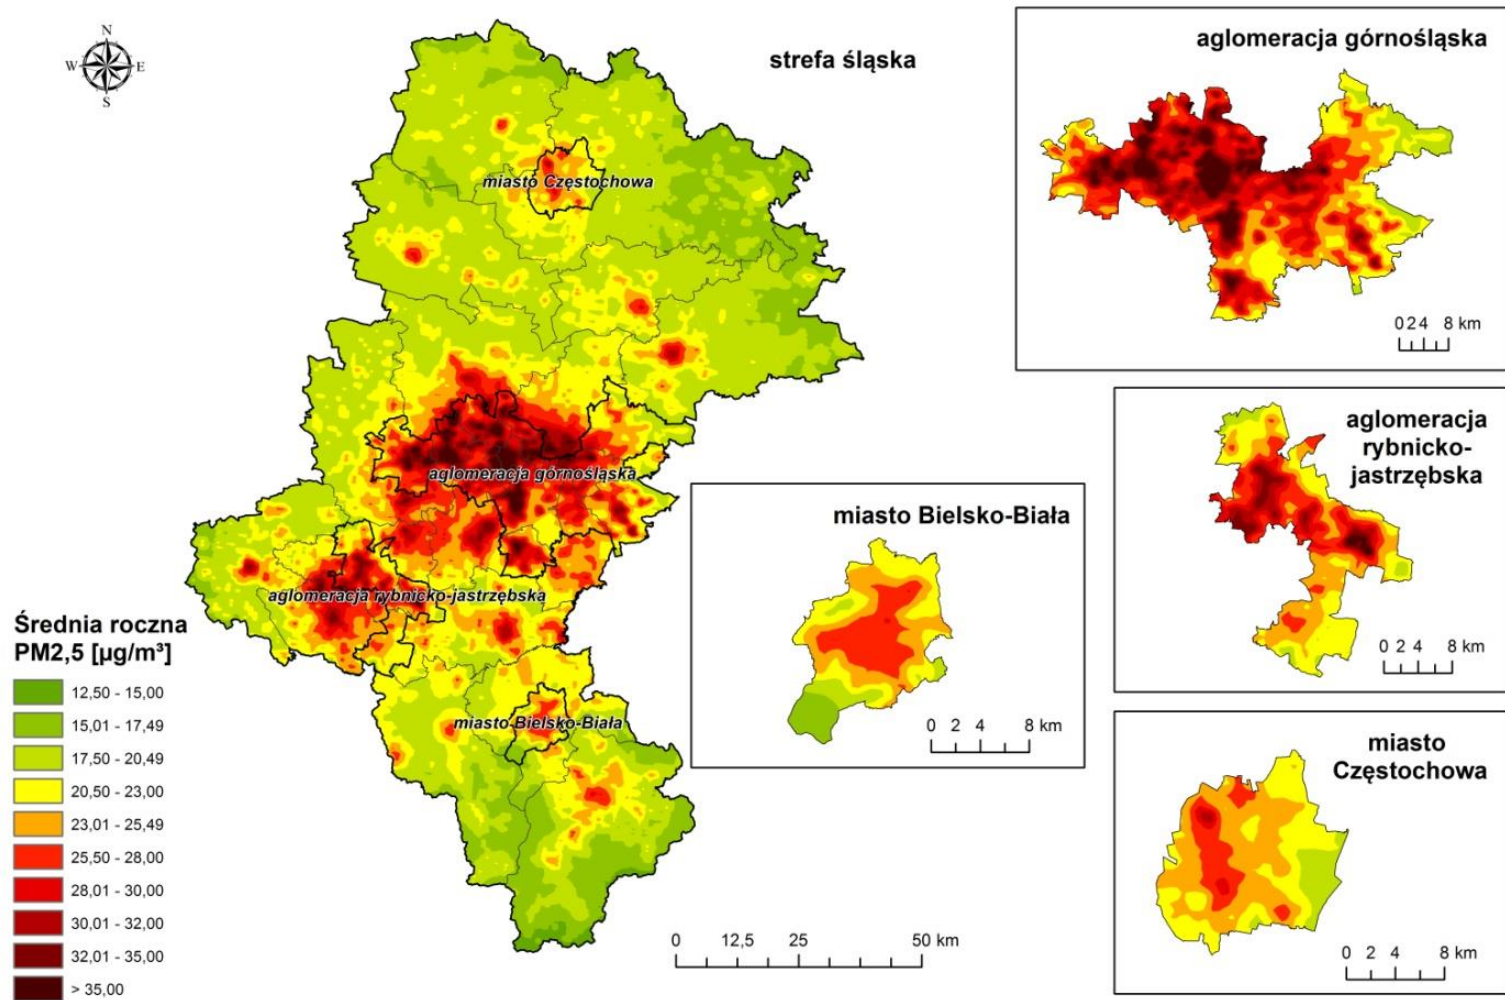 N
W E
S
strefa śląska
miasto Częstochowa
aglomeracja górnośląska
aglomeracja rybnicko-jastrzębska
miasto Bielsko-Biała
Średnia roczna
PM2,5 [µg/m³]
12,50 - 15,00
15,01 - 17,49
17,50 - 20,49
20,50 - 23,00
23,01 - 25,49
25,50 - 28,00
28,01 - 30,00
30,01 - 32,00
32,01 - 35,00
> 35,00
0 12,5 25 50 km
aglomeracja górnośląska
0 2 4 8 km
aglomeracja
rybnicko-
jastrzębska
0 2 4 8 km
miasto Bielsko-Biała
0 2 4 8 km
miasto
Częstochowa
0 2 4 8 km